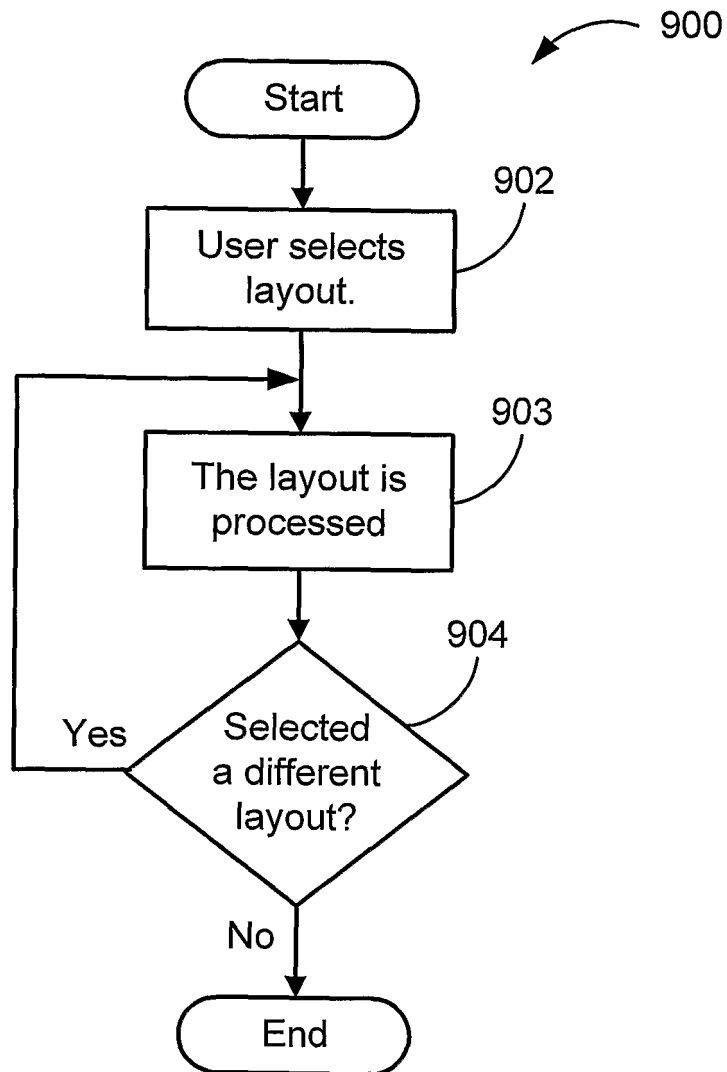 900
Start
902
User selects
layout.
903
The layout is
processed
904
Yes
Selected
a different
layout?
No
End